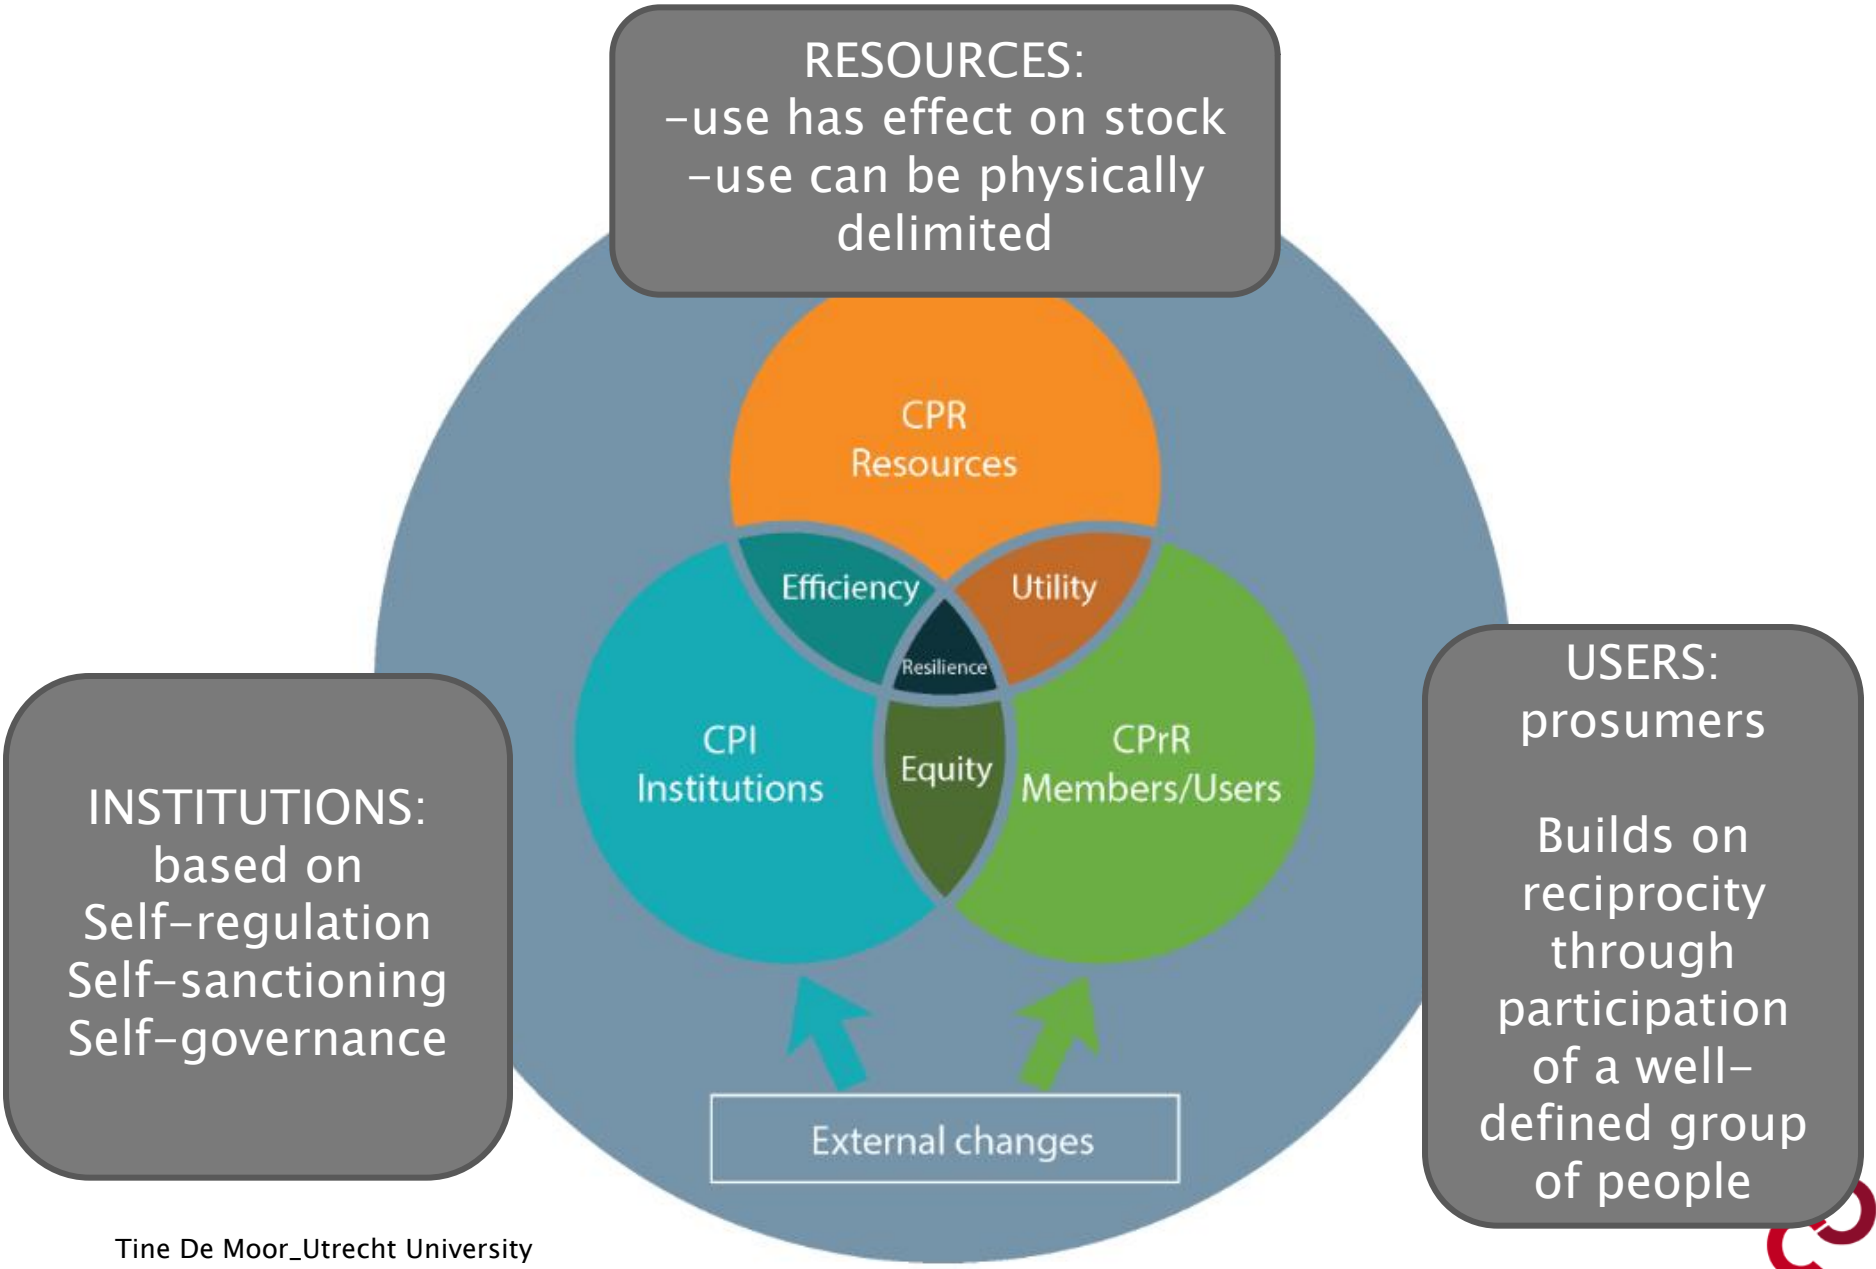 RESOURCES:
-use has effect on stock
-use can be physically
delimited
CPR
Resources
Efficiency
Utility
Resilience
CPI
Institutions
Equity
CPrR
Members/Users
External changes
INSTITUTIONS:
based on
Self-regulation
Self-sanctioning
Self-governance
USERS:
prosumers
Builds on
reciprocity
through
participation
of a well-
defined group
of people
Tine De Moor_Utrecht University